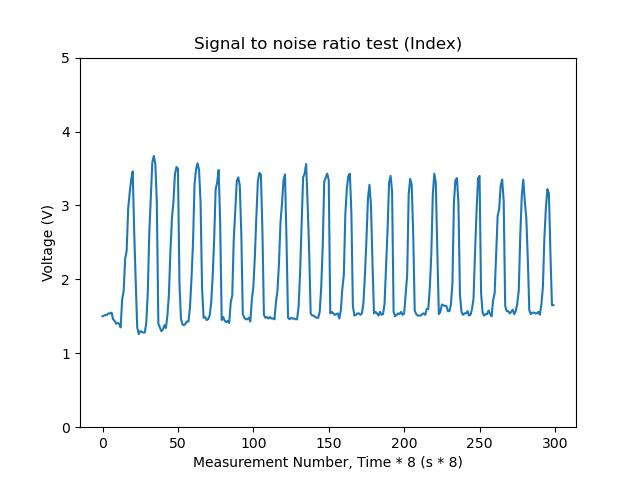 Signal to noise ratio test (Index)
5
4
3
2
1
0
Voltage (V)
0 50 100 150 200 250 300
Measurement Number, Time * 8 (s * 8)